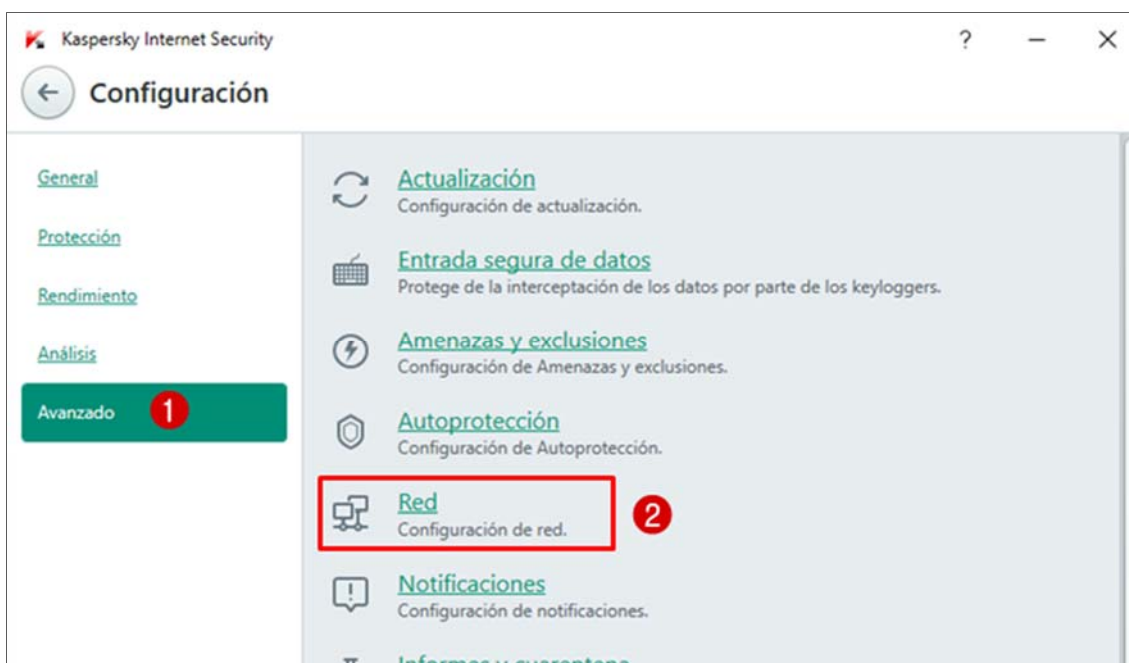 Kaspersky Internet Security
?
Configuración
General
Protección
Rendimiento
Análisis
Avanzado 1
Actualización
Configuración de actualización.
Entrada segura de datos
Protege de la interceptación de los datos por parte de los keyloggers.
Amenazas y exclusiones
Configuración de Amenazas y exclusiones.
Autoprotección
Configuración de Autoprotección.
Red
Configuración de red.
2
Notificaciones
Configuración de notificaciones.
Informes y cuarentena